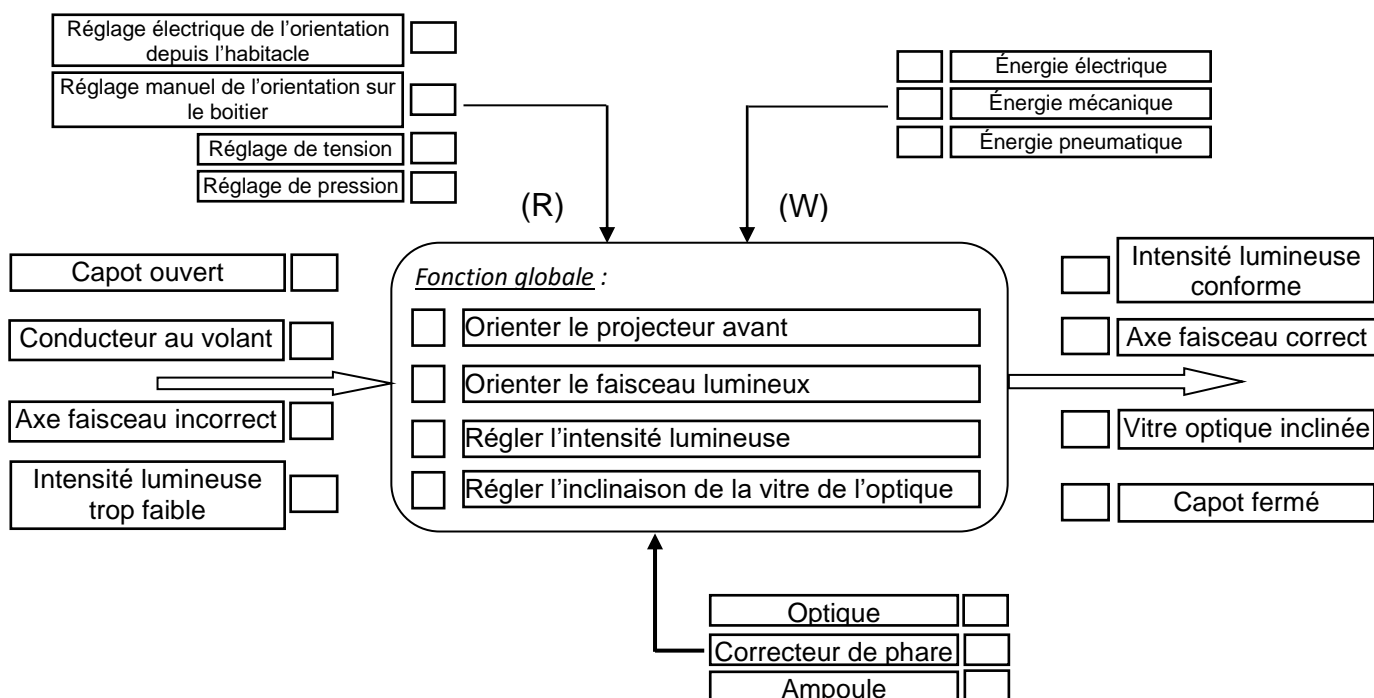 Réglage électrique de l’orientation
depuis l’habitacle
Réglage manuel de l’orientation sur
le boitier
Réglage de tension
Réglage de pression
(R)
Énergie électrique
Énergie mécanique
Énergie pneumatique
(W)
Capot ouvert
Conducteur au volant
Axe faisceau incorrect
Intensité lumineuse
trop faible
Fonction globale :
Orienter le projecteur avant
Orienter le faisceau lumineux
Régler l’intensité lumineuse
Régler l’inclinaison de la vitre de l’optique
Intensité lumineuse
conforme
Axe faisceau correct
Vitre optique inclinée
Capot fermé
Optique
Correcteur de phare
Ampoule